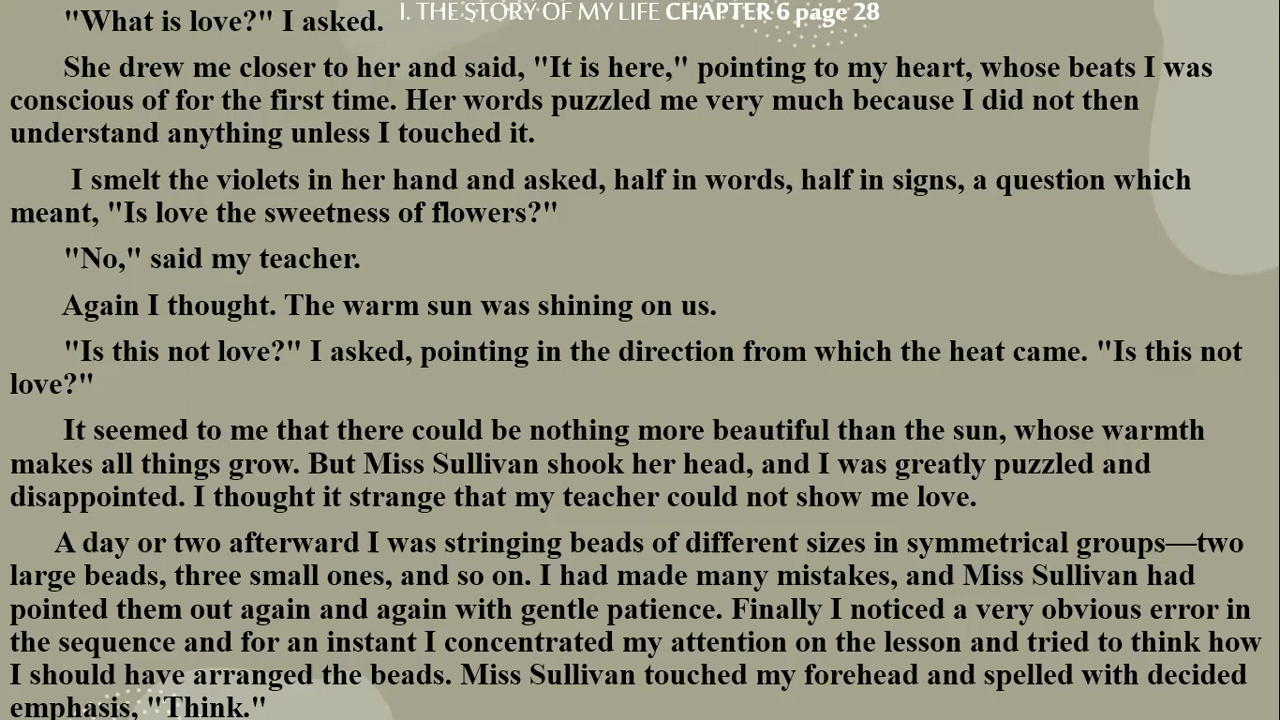 I. THE STORY OF MY LIFE CHAPTER 6 page 28
"What is love?" I asked.
She drew me closer to her and said, "It is here," pointing to my heart, whose beats I was
conscious of for the first time. Her words puzzled me very much because I did not then
understand anything unless I touched it.
I smelt the violets in her hand and asked, half in words, half in signs, a question which
meant, "Is love the sweetness of flowers?"
"No," said my teacher.
Again I thought. The warm sun was shining on us.
"Is this not love?" I asked, pointing in the direction from which the heat came. "Is this not
love?"
It seemed to me that there could be nothing more beautiful than the sun, whose warmth
makes all things grow. But Miss Sullivan shook her head, and I was greatly puzzled and
disappointed. I thought it strange that my teacher could not show me love.
A day or two afterward I was stringing beads of different sizes in symmetrical groups—two
large beads, three small ones, and so on. I had made many mistakes, and Miss Sullivan had
pointed them out again and again with gentle patience. Finally I noticed a very obvious error in
the sequence and for an instant I concentrated my attention on the lesson and tried to think how
I should have arranged the beads. Miss Sullivan touched my forehead and spelled with decided
emphasis, "Think."